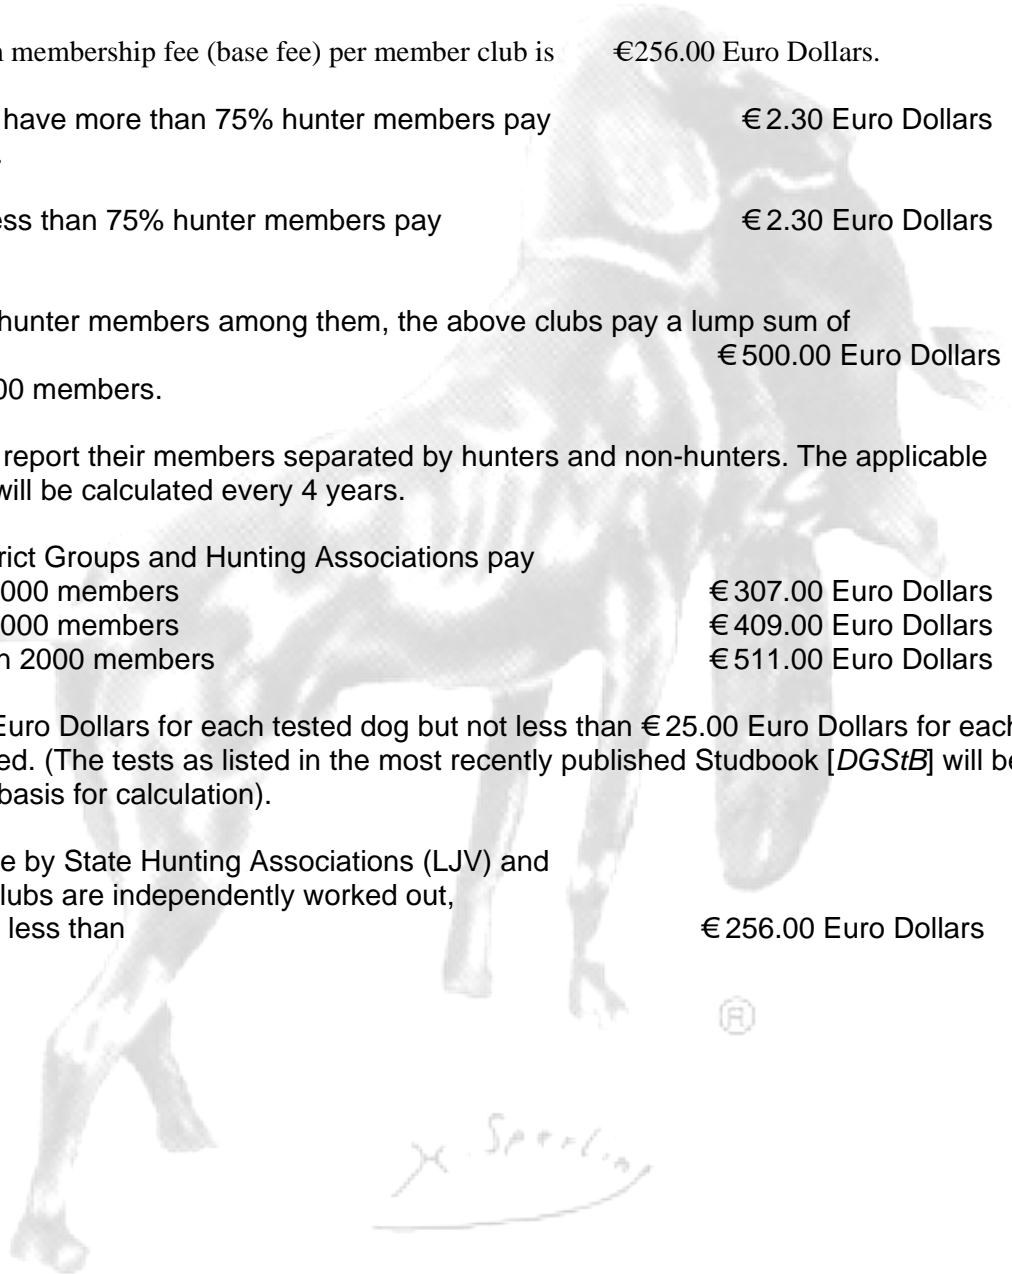 membership fee (base fee) per member club is €256.00 Euro Dollars.
have more than 75% hunter members pay € 2.30 Euro Dollars
.
less than 75% hunter members pay € 2.30 Euro Dollars
hunter members among them, the above clubs pay a lump sum of
€ 500.00 Euro Dollars
00 members.
report their members separated by hunters and non-hunters. The applicable
will be calculated every 4 years.
rict Groups and Hunting Associations pay
000 members € 307.00 Euro Dollars
000 members € 409.00 Euro Dollars
n 2000 members € 511.00 Euro Dollars
Euro Dollars for each tested dog but not less than € 25.00 Euro Dollars for each
ed. (The tests as listed in the most recently published Studbook [DGStB] will be
basis for calculation).
e by State Hunting Associations (LJV) and
lubs are independently worked out,
less than € 256.00 Euro Dollars
®
Sperling